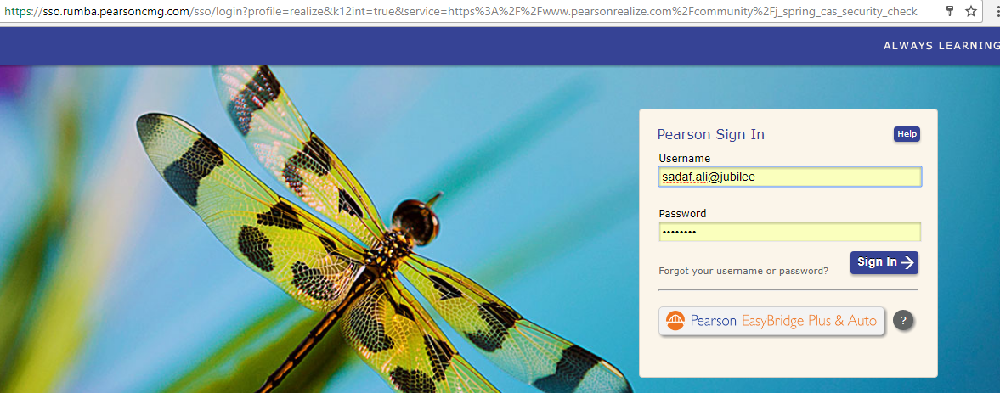 https://sso.rumba.pearsoncmg.com/sso/login?profile=realize&k12int=true&service=https%3A%2F%2Fwww.pearsonrealize.com%2Fcommunity%2Fj_spring_cas_security_check
ALWAYS LEARNING
Pearson Sign In
Help
Username
sadaf.ali@jubilee
Password
••••••••
Forgot your username or password?
Sign In
Pearson EasyBridge Plus & Auto
?